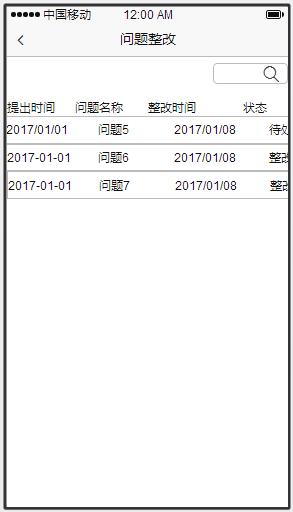 中国移动 12:00 AM
问题整改
提出时间 问题名称 整改时间 状态
2017/01/01 问题5 2017/01/08 待
2017-01-01 问题6 2017/01/08 整改
2017-01-01 问题7 2017/01/08 整改